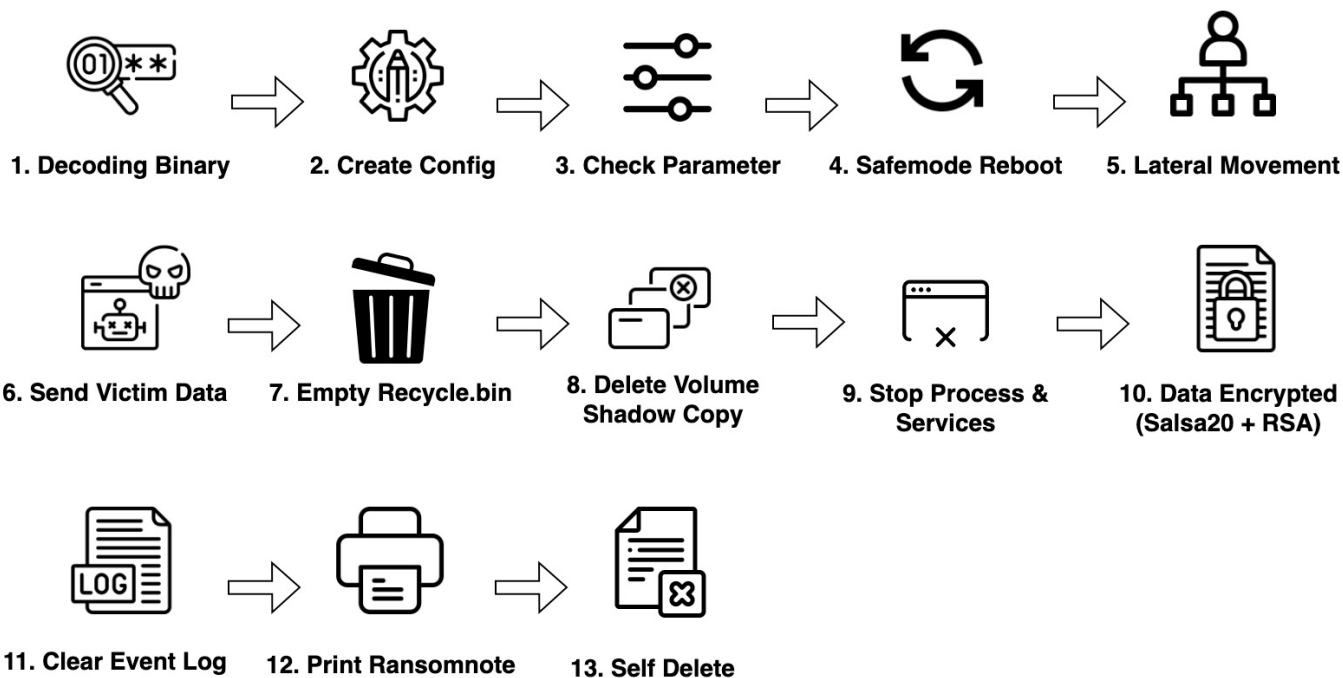 01 **
1. Decoding Binary
2. Create Config
3. Check Parameter
4. Safemode Reboot
5. Lateral Movement
6. Send Victim Data
7. Empty Recycle.bin
8. Delete Volume
Shadow Copy
9. Stop Process &
Services
10. Data Encrypted
(Salsa20 + RSA)
LOG
11. Clear Event Log
12. Print Ransomnote
13. Self Delete